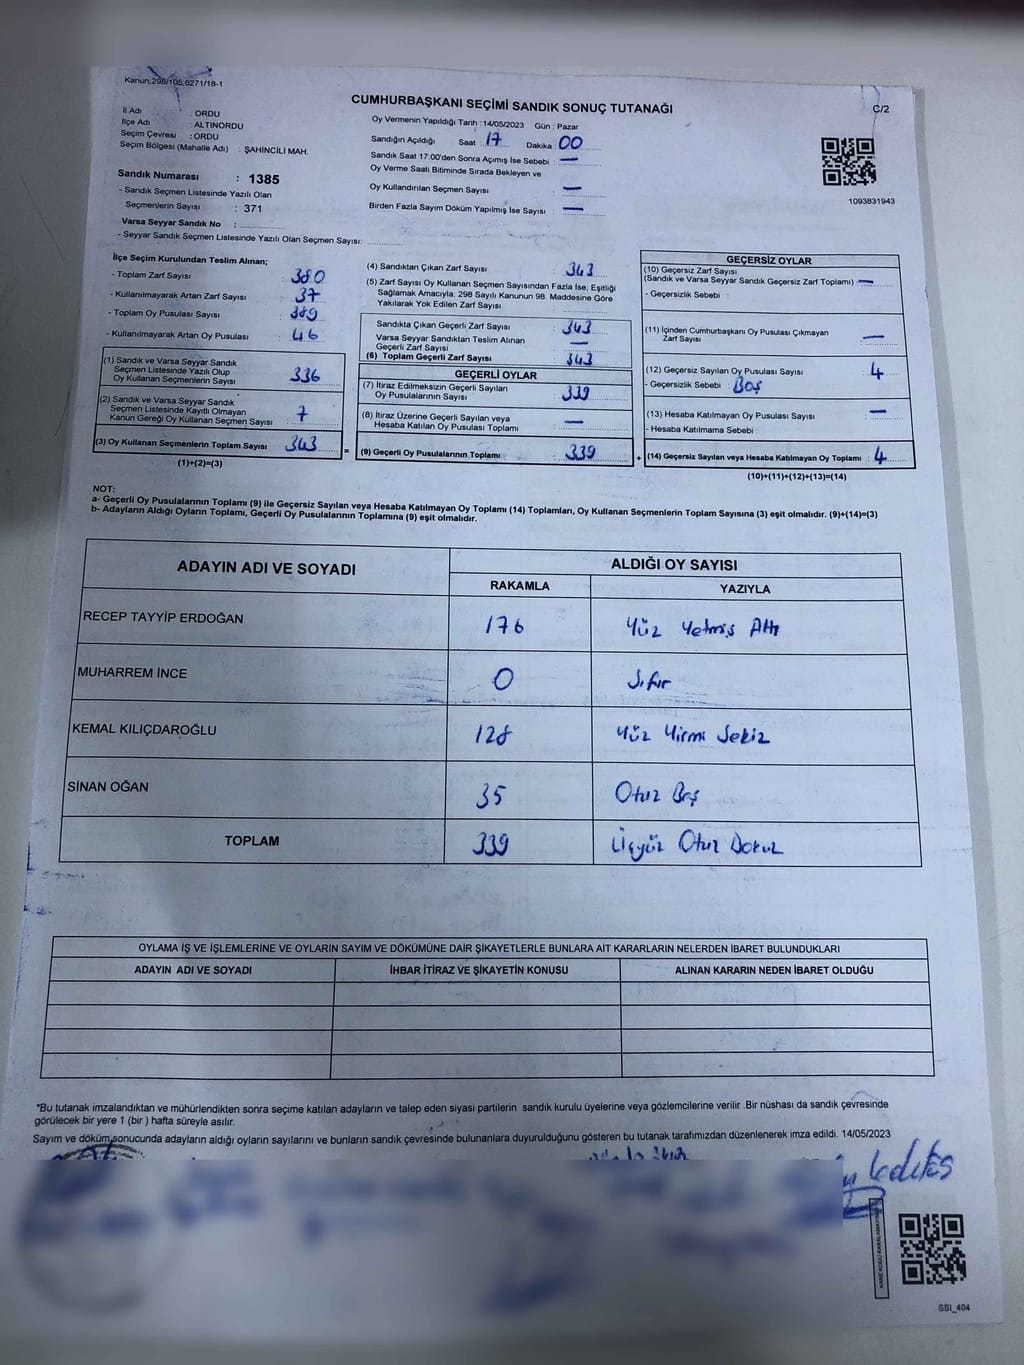 Kanun:298/105,6271/18-1
CUMHURBAŞKANI SEÇİMİ SANDIK SONUÇ TUTANAĞI
C/2
İl Adı : ORDU
İlçe Adı : ALTINORDU
Seçim Çevresi : ORDU
Seçim Bölgesi (Mahalle Adı) : ŞAHİNCİLİ MAH.
Sandık Numarası : 1385
- Sandık Seçmen Listesinde Yazılı Olan
Seçmenlerin Sayısı : 371
Varsa Seyyar Sandık No :
- Seyyar Sandık Seçmen Listesinde Yazılı Olan Seçmen Sayısı:
Oy Vermenin Yapıldığı Tarih :14/05/2023 Gün : Pazar
Sandığın Açıldığı Saat : 17 Dakika 00
Sandık Saat 17:00'den Sonra Açımış İse Sebebi : —
Oy Verme Saati Bitiminde Sırada Bekleyen ve
Oy Kullandırılan Seçmen Sayısı : —
Birden Fazla Sayım Döküm Yapılmış İse Sayısı : —
1093831943
İlçe Seçim Kurulundan Teslim Alınan;
- Toplam Zarf Sayısı : 380
- Kullanılmayarak Artan Zarf Sayısı : 37
- Toplam Oy Pusulası Sayısı : 389
- Kullanılmayarak Artan Oy Pusulası : 46
(1) Sandık ve Varsa Seyyar Sandık
Seçmen Listesinde Yazılı Olup
Oy Kullanan Seçmenlerin Sayısı : 336
(2) Sandık ve Varsa Seyyar Sandık
Seçmen Listesinde Kayıtlı Olmayan
Kanun Gereği Oy Kullanan Seçmen Sayısı : 7
(3) Oy Kullanan Seçmenlerin Toplam Sayısı : 343
(1)+(2)=(3)
=
(4) Sandıktan Çıkan Zarf Sayısı : 343
(5) Zarf Sayısı Oy Kullanan Seçmen Sayısından Fazla İse, Eşitliği
Sağlamak Amacıyla; 298 Sayılı Kanunun 98. Maddesine Göre
Yakılarak Yok Edilen Zarf Sayısı :
Sandıkta Çıkan Geçerli Zarf Sayısı : 343
Varsa Seyyar Sandıktan Teslim Alınan
Geçerli Zarf Sayısı : —
(6) Toplam Geçerli Zarf Sayısı : 343
GEÇERLİ OYLAR
(7) İtiraz Edilmeksizin Geçerli Sayılan
Oy Pusulalarının Sayısı : 339
(8) İtiraz Üzerine Geçerli Sayılan veya
Hesaba Katılan Oy Pusulası Toplamı : —
(9) Geçerli Oy Pusulalarının Toplamı : 339
+
GEÇERSİZ OYLAR
(10) Geçersiz Zarf Sayısı
(Sandık ve Varsa Seyyar Sandık Geçersiz Zarf Toplamı) : —
- Geçersizlik Sebebi :
(11) İçinden Cumhurbaşkanı Oy Pusulası Çıkmayan
Zarf Sayısı : —
(12) Geçersiz Sayılan Oy Pusulası Sayısı : 4
- Geçersizlik Sebebi : Boş
(13) Hesaba Katılmayan Oy Pusulası Sayısı : —
- Hesaba Katılmama Sebebi :
(14) Geçersiz Sayılan veya Hesaba Katılmayan Oy Toplamı : 4
(10)+(11)+(12)+(13)=(14)
NOT:
a- Geçerli Oy Pusulalarının Toplamı (9) ile Geçersiz Sayılan veya Hesaba Katılmayan Oy Toplamı (14) Toplamları, Oy Kullanan Seçmenlerin Toplam Sayısına (3) eşit olmalıdır. (9)+(14)=(3)
b- Adayların Aldığı Oyların Toplamı, Geçerli Oy Pusulalarının Toplamına (9) eşit olmalıdır.
ADAYIN ADI VE SOYADI
ALDIĞI OY SAYISI
RAKAMLA YAZIYLA
RECEP TAYYİP ERDOĞAN 176 Yüz Yetmiş Altı
MUHARREM İNCE 0 Sıfır
KEMAL KILIÇDAROĞLU 128 Yüz Yirmi Sekiz
SİNAN OĞAN 35 Otuz Beş
TOPLAM 339 Üçyüz Otuz Dokuz
OYLAMA İŞ VE İŞLEMLERİNE VE OYLARIN SAYIM VE DÖKÜMÜNE DAİR ŞİKAYETLERLE BUNLARA AİT KARARLARIN NELERDEN İBARET BULUNDUKLARI
ADAYIN ADI VE SOYADI İHBAR İTİRAZ VE ŞİKAYETİN KONUSU ALINAN KARARIN NEDEN İBARET OLDUĞU
*Bu tutanak imzalandıktan ve mühürlendikten sonra seçime katılan adayların ve talep eden siyasi partilerin sandık kurulu üyelerine veya gözlemcilerine verilir .Bir nüshası da sandık çevresinde
görülecek bir yere 1 (bir ) hafta süreyle asılır.
Sayım ve döküm sonucunda adayların aldığı oyların sayılarını ve bunların sandık çevresinde bulunanlara duyurulduğunu gösteren bu tutanak tarafımızdan düzenlenerek imza edildi. 14/05/2023
KARE KODU KARALAMAYINIZ
SSI_404